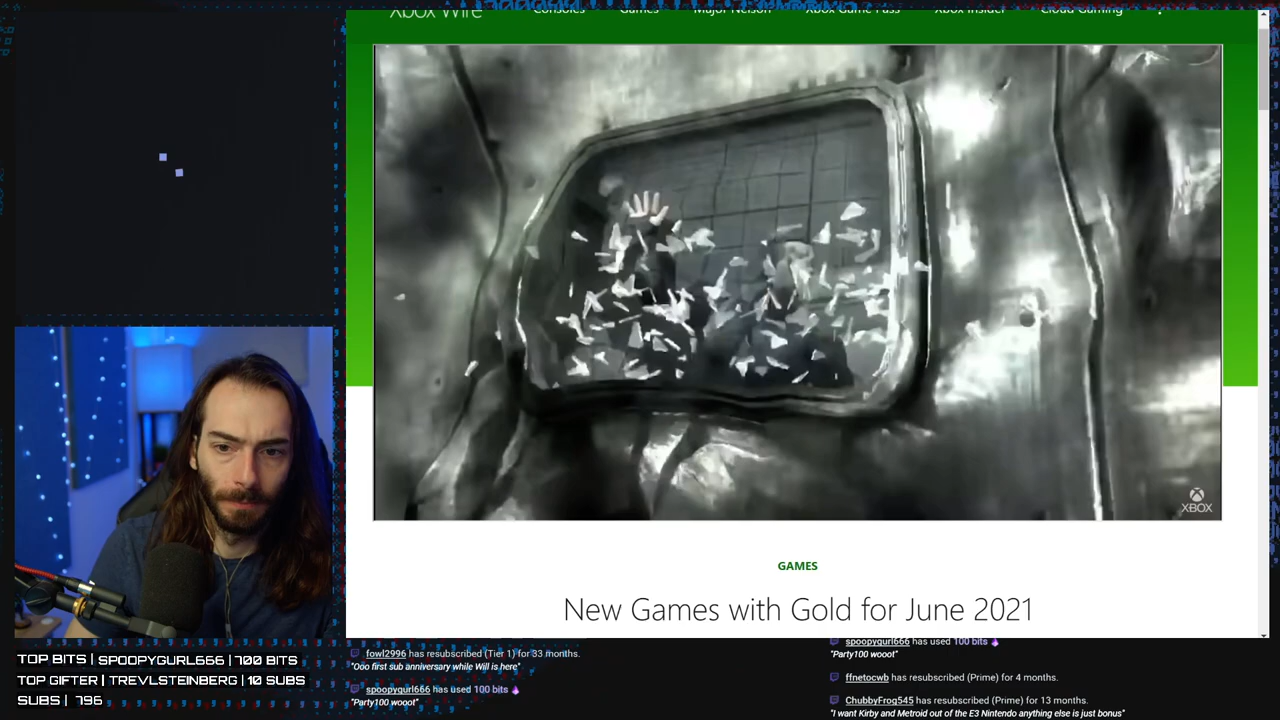 Xbox Wire
Consoles Games Major Nelson Xbox Game Pass Xbox Insider Cloud Gaming
XBOX
GAMES
New Games with Gold for June 2021
TOP BITS | SPOOPYGURL666 | 700 BITS
TOP GIFTER | TREVLSTEINBERG | 10 SUBS
SUBS | 796
fowl2996 has resubscribed (Tier 1) for 33 months.
"Ooo first sub anniversary while Will is here"
spoopygurl666 has used 100 bits
"Party100 wooot"
spoopygurl666 has used 100 bits
"Party100 wooot"
ffnetocwb has resubscribed (Prime) for 4 months.
ChubbyFrog545 has resubscribed (Prime) for 13 months.
"I want Kirby and Metroid out of the E3 Nintendo anything else is just bonus"